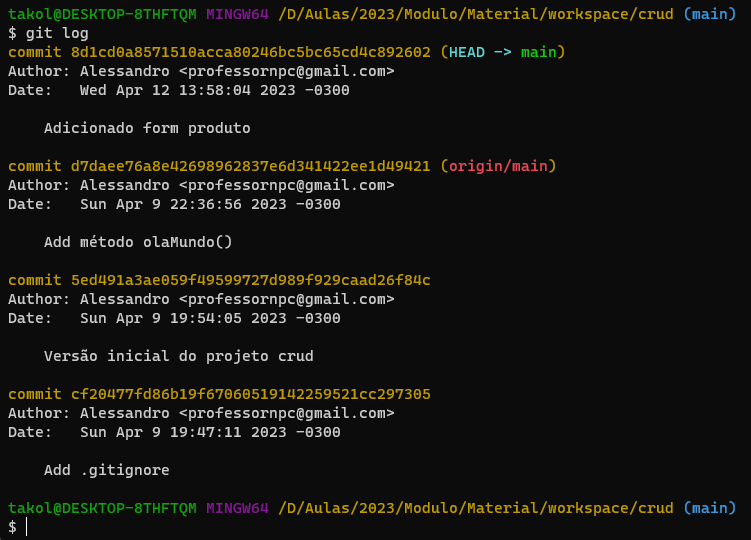 takol@DESKTOP-8THFTQM MINGW64 /D/Aulas/2023/Modulo/Material/workspace/crud (main)
$ git log
commit 8d1cd0a8571510acca80246bc5bc65cd4c892602 (HEAD -> main)
Author: Alessandro <professornpc@gmail.com>
Date:   Wed Apr 12 13:58:04 2023 -0300

    Adicionado form produto

commit d7daee76a8e42698962837e6d341422ee1d49421 (origin/main)
Author: Alessandro <professornpc@gmail.com>
Date:   Sun Apr 9 22:36:56 2023 -0300

    Add método olaMundo()

commit 5ed491a3ae059f49599727d989f929caad26f84c
Author: Alessandro <professornpc@gmail.com>
Date:   Sun Apr 9 19:54:05 2023 -0300

    Versão inicial do projeto crud

commit cf20477fd86b19f67060519142259521cc297305
Author: Alessandro <professornpc@gmail.com>
Date:   Sun Apr 9 19:47:11 2023 -0300

    Add .gitignore

takol@DESKTOP-8THFTQM MINGW64 /D/Aulas/2023/Modulo/Material/workspace/crud (main)
$